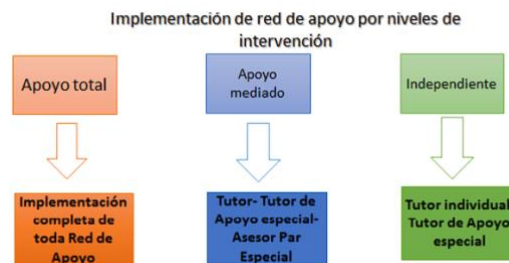 Implementación de red de apoyo por niveles de
intervención
Apoyo total
Apoyo
mediado
Independiente
Implementación
completa de
toda Red de
Apoyo
Tutor- Tutor de
Apoyo especial-
Asesor Par
Especial
Tutor individual
Tutor de Apoyo
especial